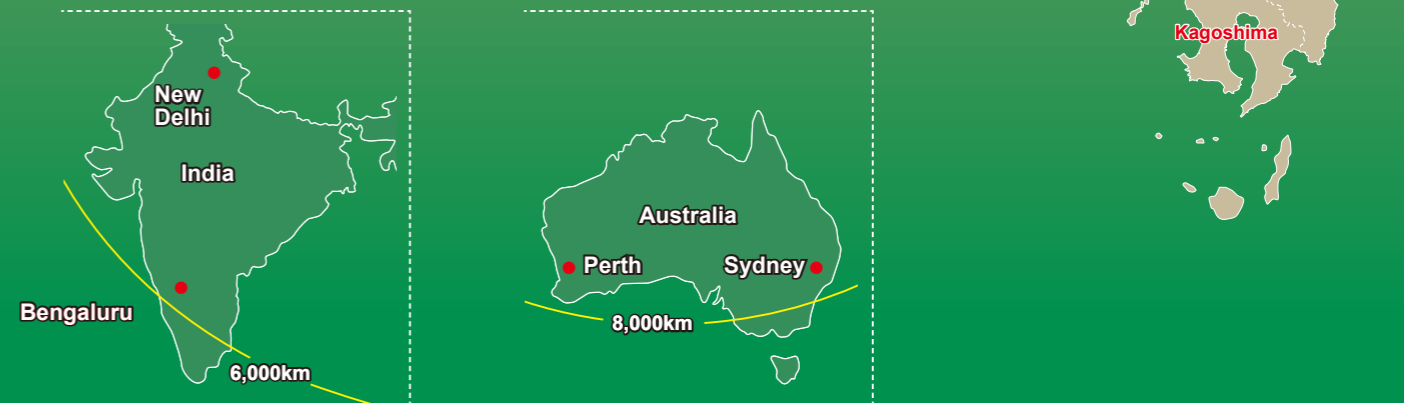 Kagoshima
New
Delhi
India
Bengaluru
6,000km
Australia
Perth
Sydney
8,000km